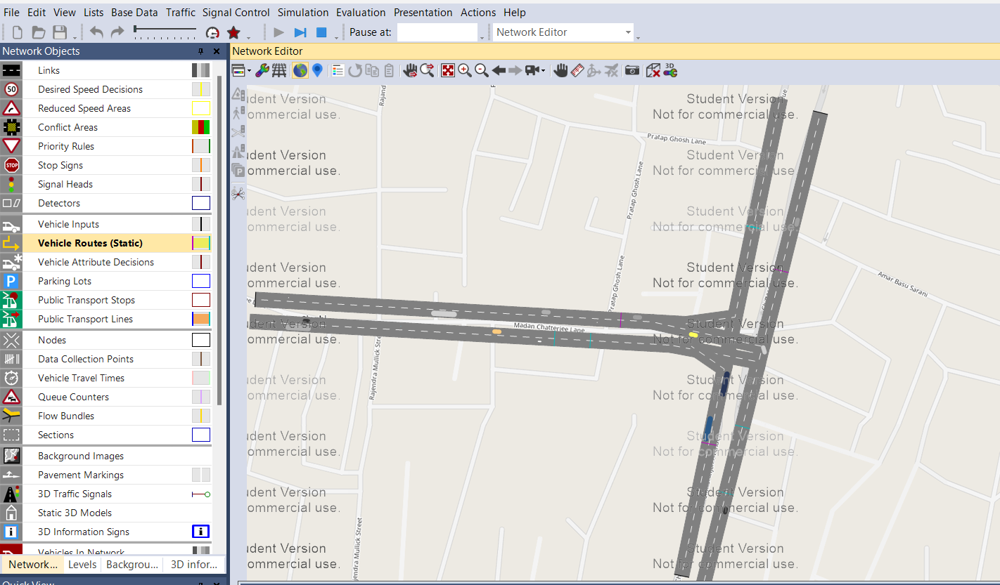 File Edit View Lists Base Data Traffic Signal Control Simulation Evaluation Presentation Actions Help
Pause at: Network Editor
Network Objects
Network Editor
Links
50 Desired Speed Decisions
Reduced Speed Areas
Conflict Areas
Priority Rules
STOP Stop Signs
Signal Heads
Detectors
Vehicle Inputs
Vehicle Routes (Static)
Vehicle Attribute Decisions
P Parking Lots
Public Transport Stops
Public Transport Lines
Nodes
Data Collection Points
Vehicle Travel Times
Queue Counters
Flow Bundles
Sections
Background Images
Pavement Markings
3D Traffic Signals
Static 3D Models
i 3D Information Signs i
Vehicles In Network
Network... Levels Backgrou... 3D infor...
Quick View
3D
P
udent Version Student Version
ommercial use. Not for commercial use.
udent Version Student Version
ommercial use. Not for commercial use.
udent Version Student Version
ommercial use. Not for commercial use.
udent Version Student Version
ommercial use. Not for commercial use.
udent Version Student Version
ommercial use. Not for commercial use.
udent Version Student Version
ommercial use. Not for commercial use.
udent Version Student Version
ommercial use. Not for commercial use.
udent Version Student Version
ommercial use. Not for commercial use.
udent Version Student Version
ommercial use. Not for commercial use.
Rajand
Pratap Ghosh Lane
Pratap Ghosh Lane
Pratap Ghosh Lane
Amar Basu Sarani
Madan Chatterjee Lane
Rajendra Mullick Stre
jendra Mullick Street